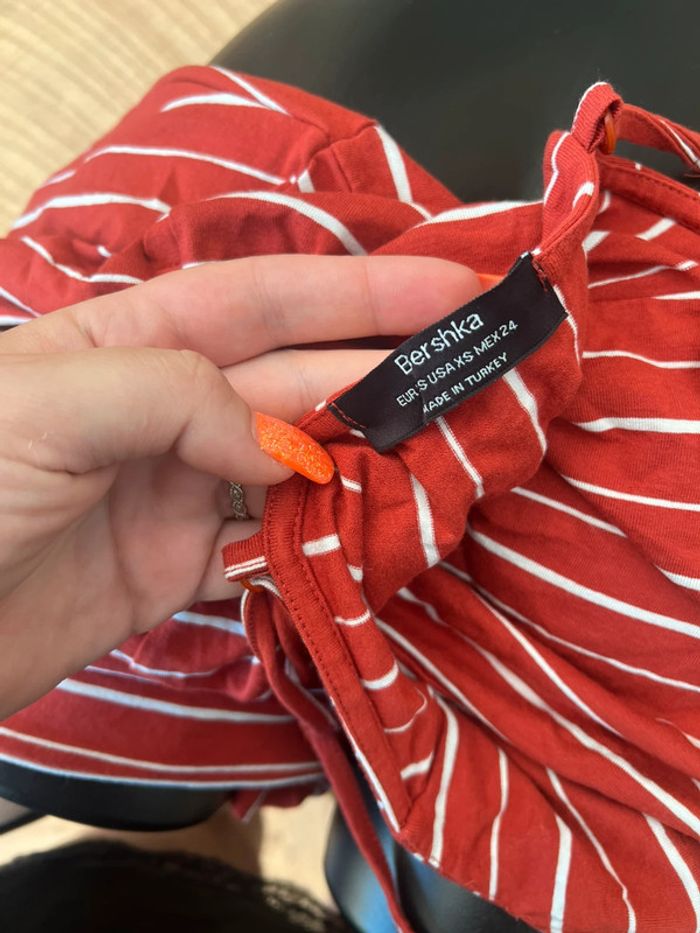 Bershka
EUR S USA XS MEX 24
MADE IN TURKEY